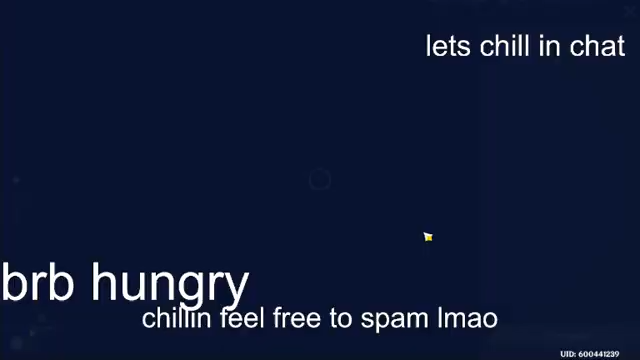 lets chill in chat
brb hungry
chillin feel free to spam lmao
UID: 600441239